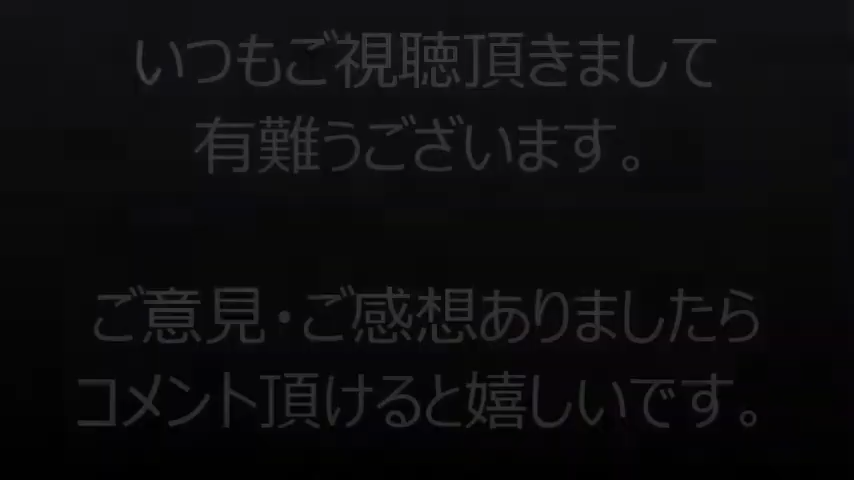 いつもご視聴頂きまして
有難うございます。
ご意見・ご感想ありましたら
コメント頂けると嬉しいです。